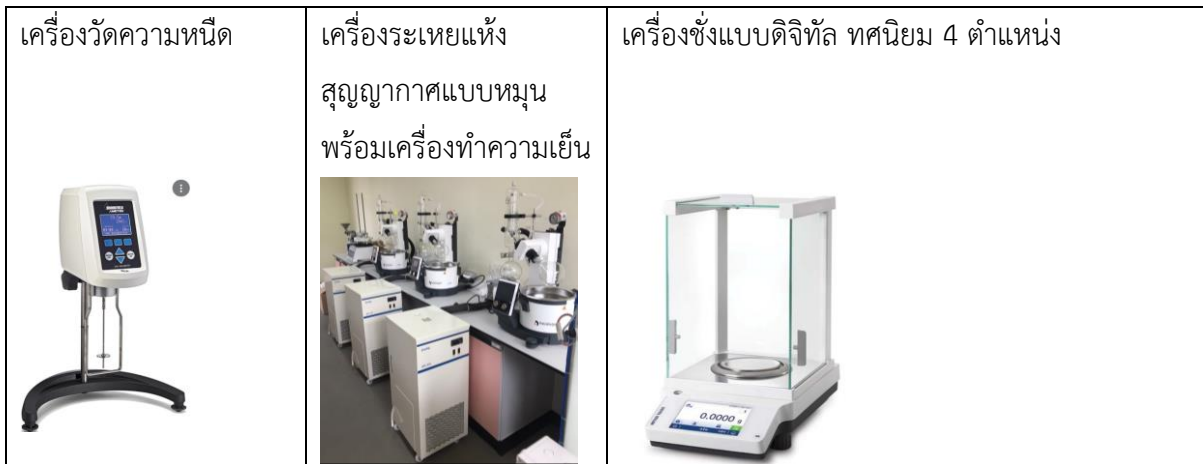 เครื่องวัดความหนืด
เครื่องระเหยแห้ง
สุญญากาศแบบหมุน
พร้อมเครื่องทำความเย็น
เครื่องชั่งแบบดิจิทัล ทศนิยม 4 ตำแหน่ง
0.0000 g